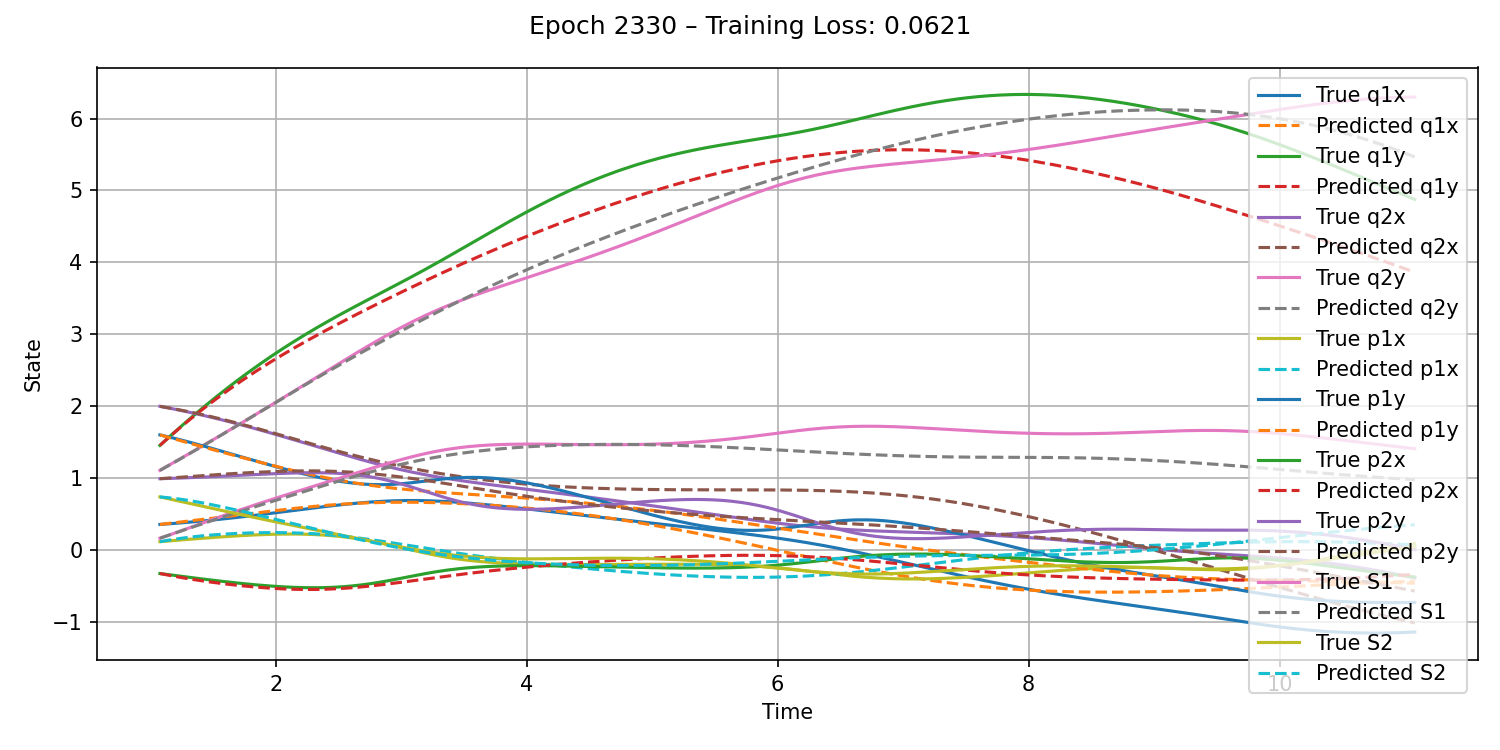 Epoch 2330 – Training Loss: 0.0621
6
5
4
3
2
1
0
−1
State
2
4
6
8
10
Time
True q1x
Predicted q1x
True q1y
Predicted q1y
True q2x
Predicted q2x
True q2y
Predicted q2y
True p1x
Predicted p1x
True p1y
Predicted p1y
True p2x
Predicted p2x
True p2y
Predicted p2y
True S1
Predicted S1
True S2
Predicted S2